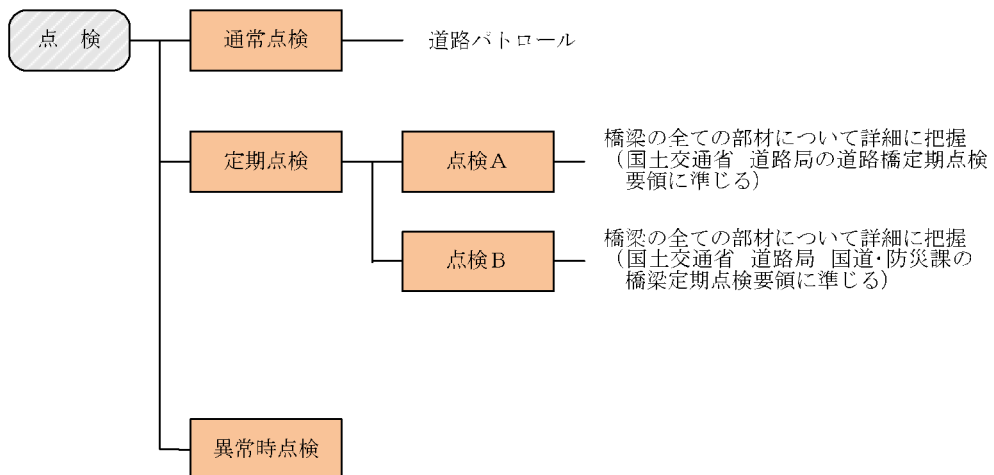 点　検
通常点検
道路パトロール
定期点検
点検Ａ
橋梁の全ての部材について詳細に把握
（国土交通省　道路局の道路橋定期点検
要領に準じる）
点検Ｂ
橋梁の全ての部材について詳細に把握
（国土交通省　道路局　国道・防災課の
橋梁定期点検要領に準じる）
異常時点検